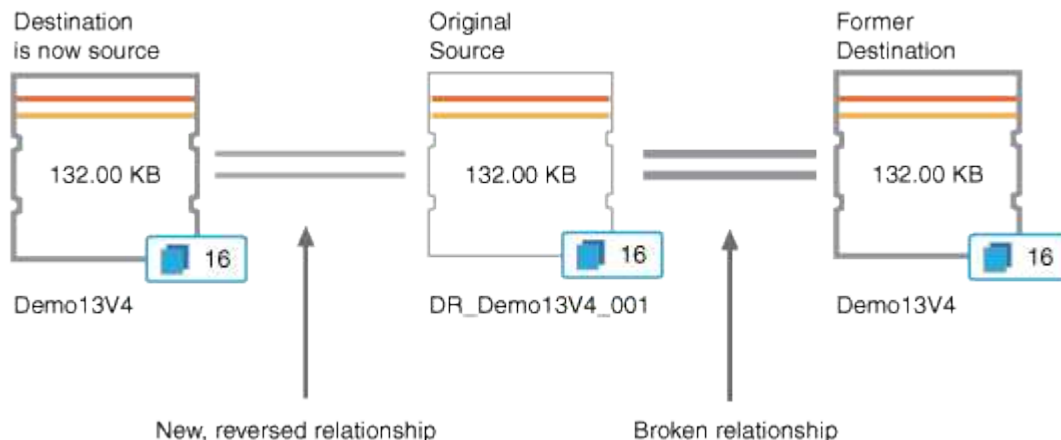 Destination
is now source
Original
Source
Former
Destination
132.00 KB
132.00 KB
132.00 KB
16
16
16
Demo13V4
DR_Demo13V4_001
Demo13V4
New, reversed relationship
Broken relationship